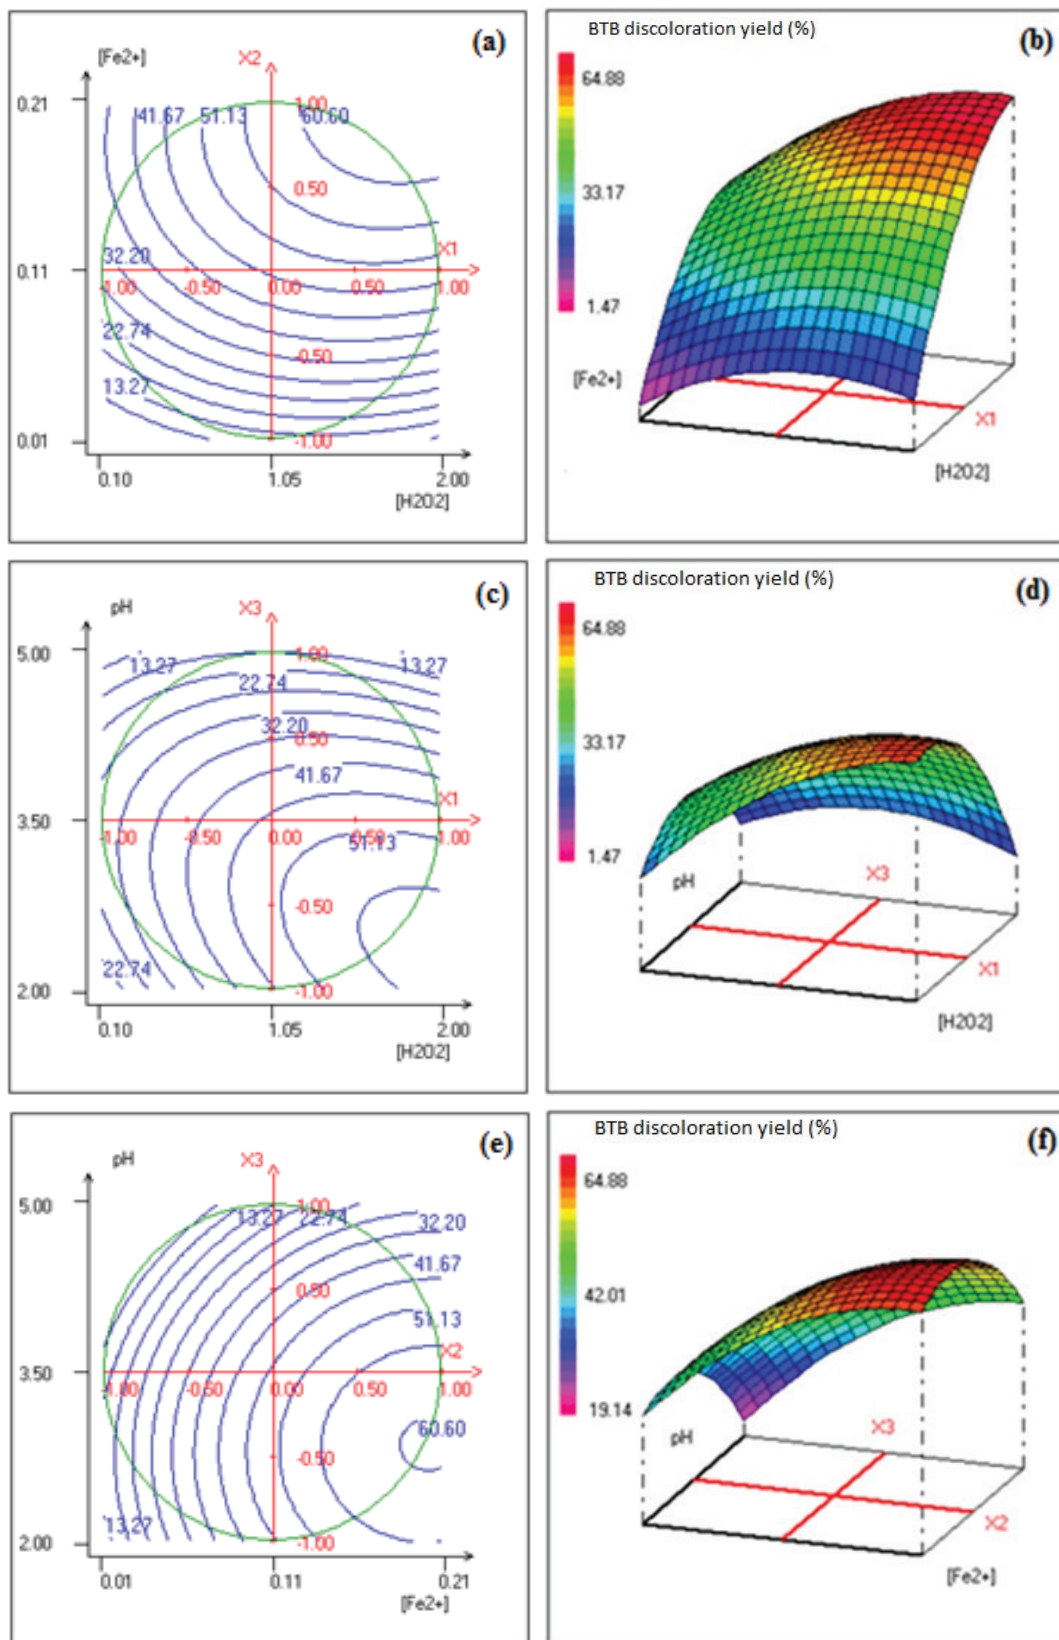 (a)
[Fe2+]
X2
0.21
1.00
41.67 51.13 60.60
0.50
32.20
X1
0.11
-1.00 -0.50 0.00 0.50 1.00
22.74
-0.50
13.27
0.01
-1.00
0.10 1.05 2.00
[H2O2]
BTB discoloration yield (%)
(b)
64.88
33.17
1.47
[Fe2+]
X1
[H2O2]
(c)
pH
X3
5.00
1.00
13.27 13.27
22.74
32.20
0.50
41.67
X1
3.50
-1.00 -0.50 0.00 0.50 1.00
51.13
-0.50
22.74
2.00
-1.00
0.10 1.05 2.00
[H2O2]
BTB discoloration yield (%)
(d)
64.88
33.17
1.47
pH
X3
X1
[H2O2]
(e)
pH
X3
5.00
1.00
13.27 22.74 32.20
41.67
0.50
51.13
X2
3.50
-1.00 -0.50 0.00 0.50 1.00
60.60
-0.50
13.27
2.00
-1.00
0.01 0.11 0.21
[Fe2+]
BTB discoloration yield (%)
(f)
64.88
42.01
19.14
pH
X3
X2
[Fe2+]